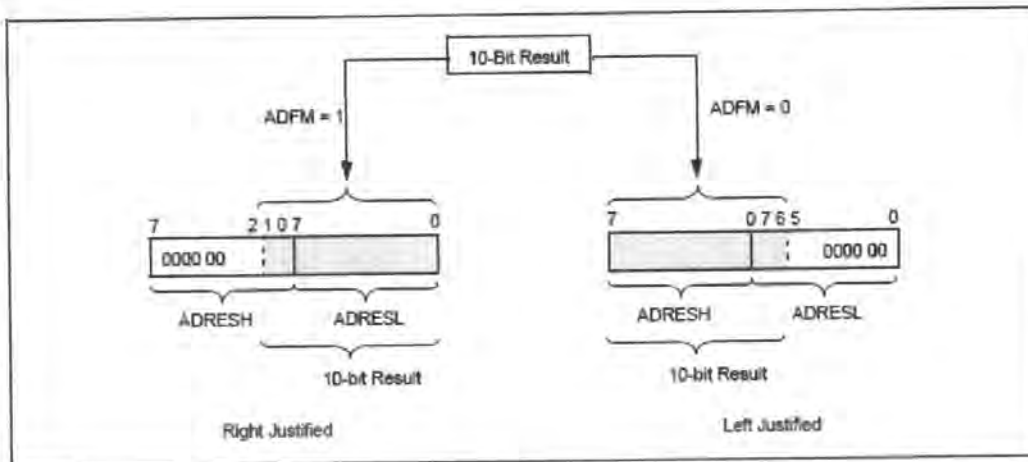 10-Bit Result
ADFM = 1
ADFM = 0
7 2 1 0 7 0
7 0 7 6 5 0
0000 00
0000 00
ADRESH
ADRESL
ADRESH
ADRESL
10-bit Result
10-bit Result
Right Justified
Left Justified